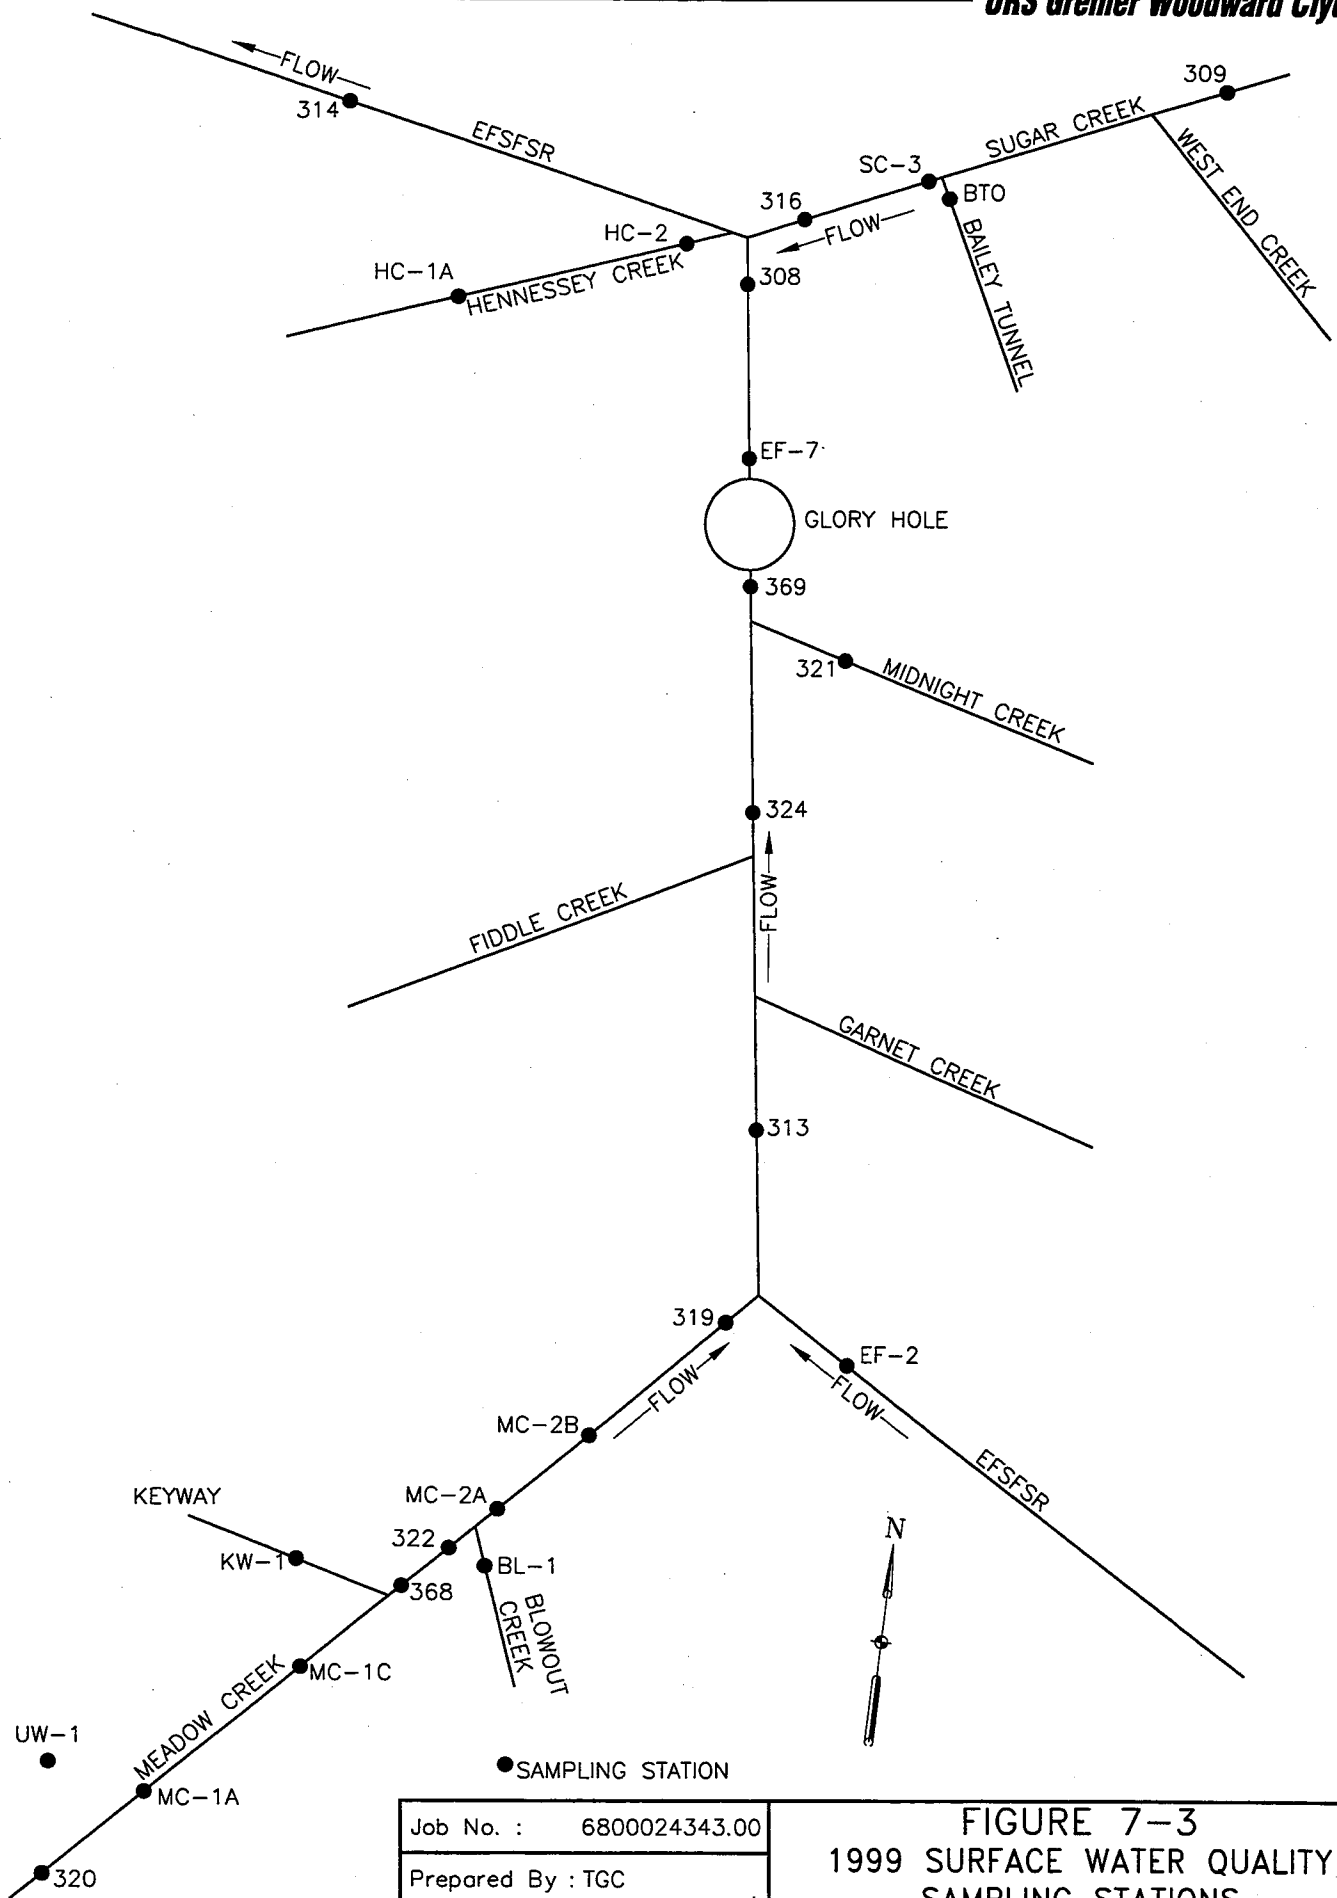 URS Greiner Woodward
FLOW
314
EFSFSR
309
SUGAR CREEK
WEST END CREEK
SC-3
BTO
316
FLOW
BAILEY TUNNEL
HC-2
HC-1A
HENNESSEY CREEK
308
EF-7
GLORY HOLE
369
321
MIDNIGHT CREEK
324
FLOW
FIDDLE CREEK
GARNET CREEK
313
319
EF-2
FLOW
FLOW
MC-2B
EFSFSR
KEYWAY
MC-2A
N
322
KW-1
BL-1
368
BLOWOUT
CREEK
MC-1C
MEADOW CREEK
UW-1
MC-1A
SAMPLING STATION
320
Job No. : 6800024343.00
Prepared By : TGC
FIGURE 7-3
1999 SURFACE WATER QUALITY
SAMPLING STATIONS